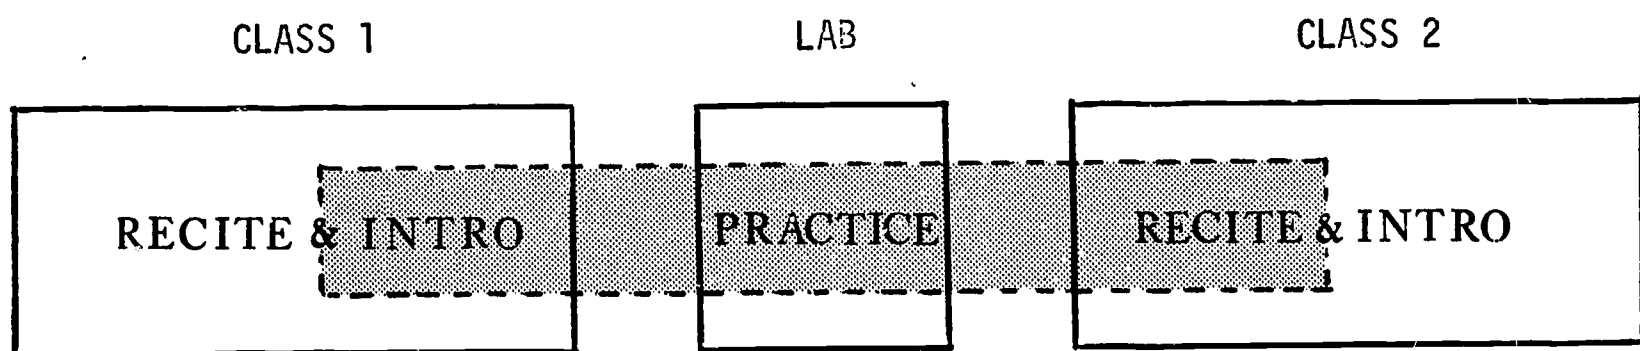 CLASS 1 LAB CLASS 2
RECITE & INTRO PRACTICE RECITE & INTRO